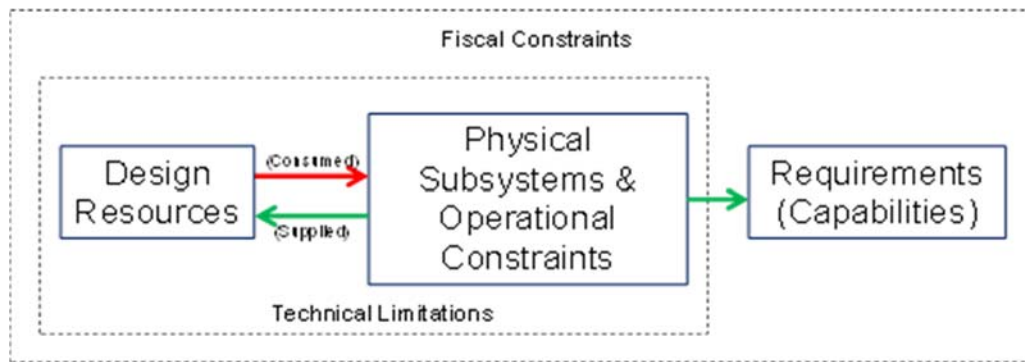 Fiscal Constraints
Design
Resources
(Consumed)
(Supplied)
Physical
Subsystems &
Operational
Constraints
Requirements
(Capabilities)
Technical Limitations